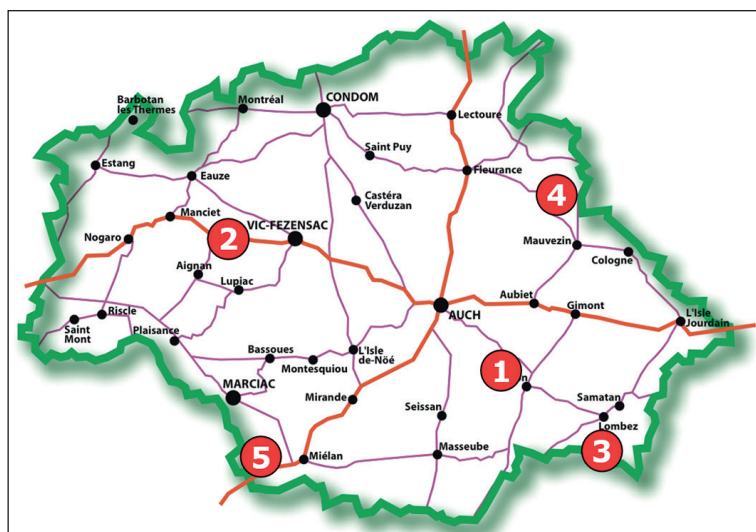 Barbotan
les Thermes
Montréal
CONDOM
Lectoure
Estang
Saint Puy
Eauze
Fleurance
Castéra
Verduzan
4
Manciet
VIC-FEZENSAC
2
Nogaro
Mauvezin
Cologne
Aignan
Lupiac
Aubiet
Gimont
AUCH
L'Isle
Jourdain
Riscle
Saint
Mont
Plaisance
Bassoues
L'Isle
de-Nöé
Montesquiou
1
n
MARCIAC
Mirande
Seissan
Samatan
Lombez
5
Miélan
Masseube
3